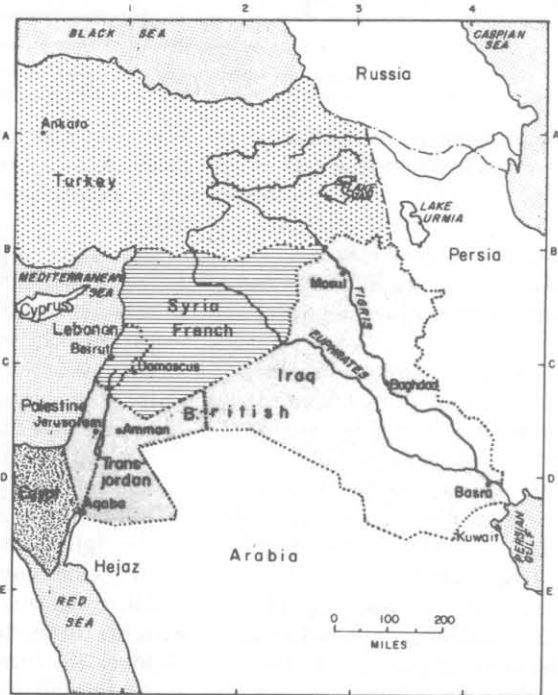 1 2 3 4
BLACK SEA
CASPIAN
SEA
Russia
A Ankara A
Turkey
LAKE
VAN
LAKE
URMIA
B B
Persia
MEDITERRANEAN
SEA
Mosul
TIGRIS
Cyprus
Syria
Lebanon
French
Beirut
EUPHRATES
C C
Damascus
Iraq
Baghdad
Palestine
British
Jerusalem
Amman
Trans-
jordan
D D
Egypt
Basra
Aqaba
Kuwait
PERSIAN
GULF
Hejaz
Arabia
E E
RED
SEA
0 100 200
MILES